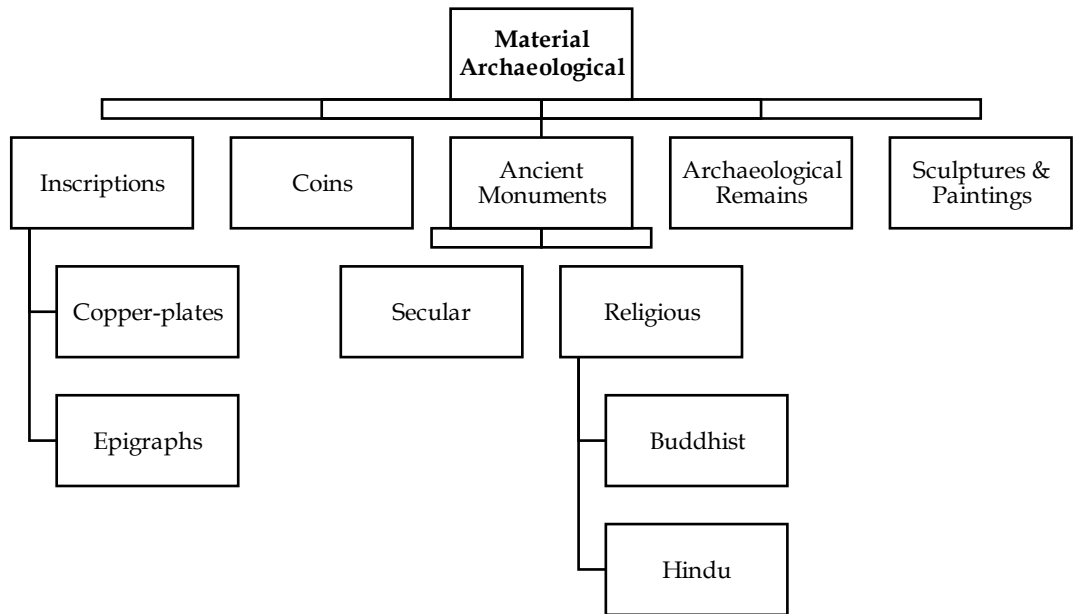 Material
Archaeological
Inscriptions
Coins
Ancient
Monuments
Archaeological
Remains
Sculptures &
Paintings
Copper-plates
Secular
Religious
Epigraphs
Buddhist
Hindu